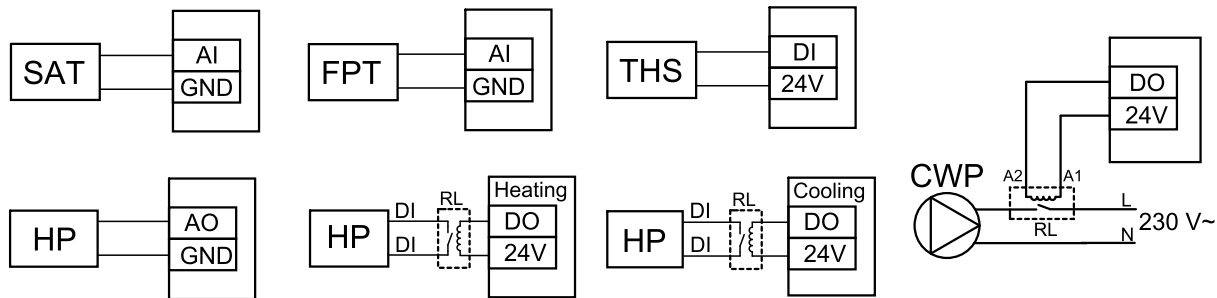 SAT
AI
GND
FPT
AI
GND
THS
DI
24V
DO
24V
CWP
A2
A1
RL
L
N
230 V~
HP
AO
GND
HP
DI
DI
RL
Heating
DO
24V
HP
DI
DI
RL
Cooling
DO
24V